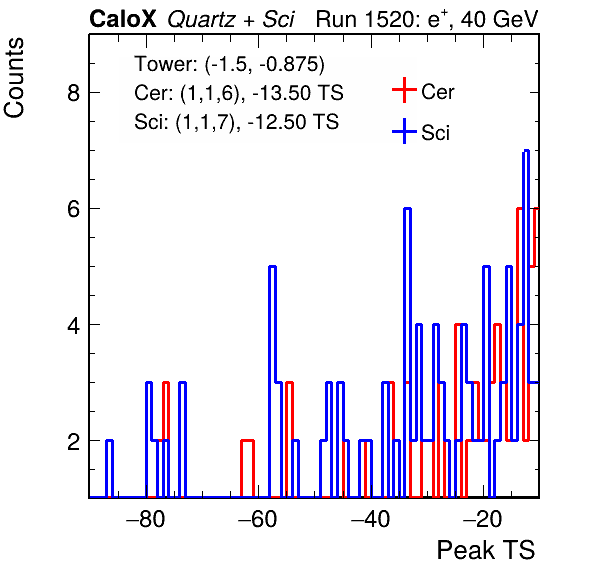 CaloX Quartz + Sci Run 1520: e⁺, 40 GeV
Counts
Tower: (-1.5, -0.875)
Cer: (1,1,6), -13.50 TS
Sci: (1,1,7), -12.50 TS
Cer
Sci
8
6
4
2
−80 −60 −40 −20
Peak TS